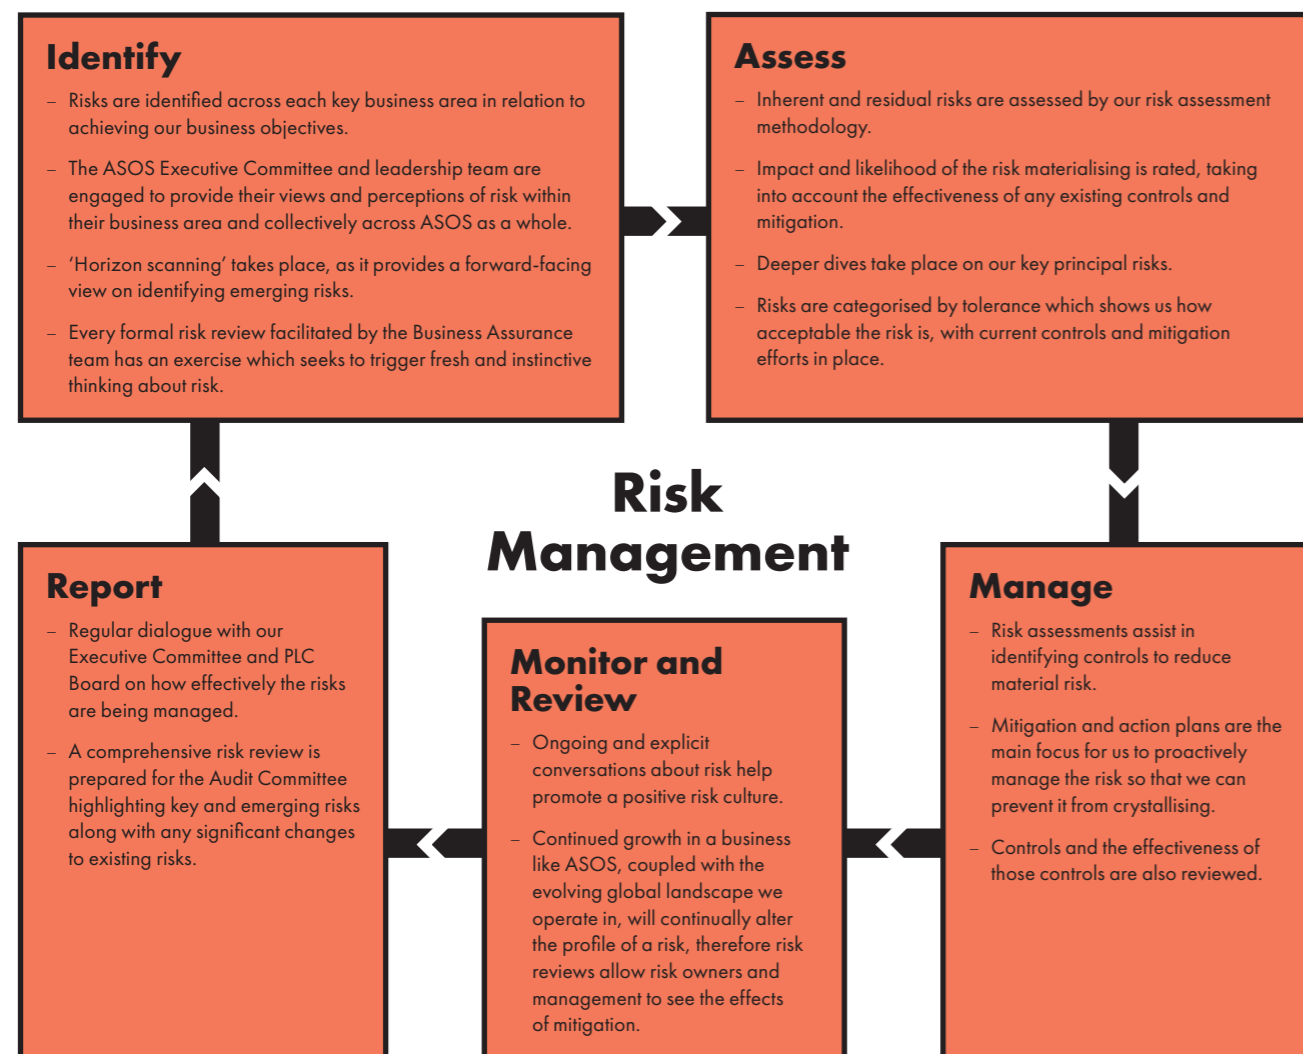 Identify
– Risks are identified across each key business area in relation to
achieving our business objectives.
– The ASOS Executive Committee and leadership team are
engaged to provide their views and perceptions of risk within
their business area and collectively across ASOS as a whole.
– ‘Horizon scanning’ takes place, as it provides a forward-facing
view on identifying emerging risks.
– Every formal risk review facilitated by the Business Assurance
team has an exercise which seeks to trigger fresh and instinctive
thinking about risk.
Assess
– Inherent and residual risks are assessed by our risk assessment
methodology.
– Impact and likelihood of the risk materialising is rated, taking
into account the effectiveness of any existing controls and
mitigation.
– Deeper dives take place on our key principal risks.
– Risks are categorised by tolerance which shows us how
acceptable the risk is, with current controls and mitigation
efforts in place.
Risk
Management
Manage
– Risk assessments assist in
identifying controls to reduce
material risk.
– Mitigation and action plans are the
main focus for us to proactively
manage the risk so that we can
prevent it from crystallising.
– Controls and the effectiveness of
those controls are also reviewed.
Monitor and
Review
– Ongoing and explicit
conversations about risk help
promote a positive risk culture.
– Continued growth in a business
like ASOS, coupled with the
evolving global landscape we
operate in, will continually alter
the profile of a risk, therefore risk
reviews allow risk owners and
management to see the effects
of mitigation.
Report
– Regular dialogue with our
Executive Committee and PLC
Board on how effectively the risks
are being managed.
– A comprehensive risk review is
prepared for the Audit Committee
highlighting key and emerging risks
along with any significant changes
to existing risks.